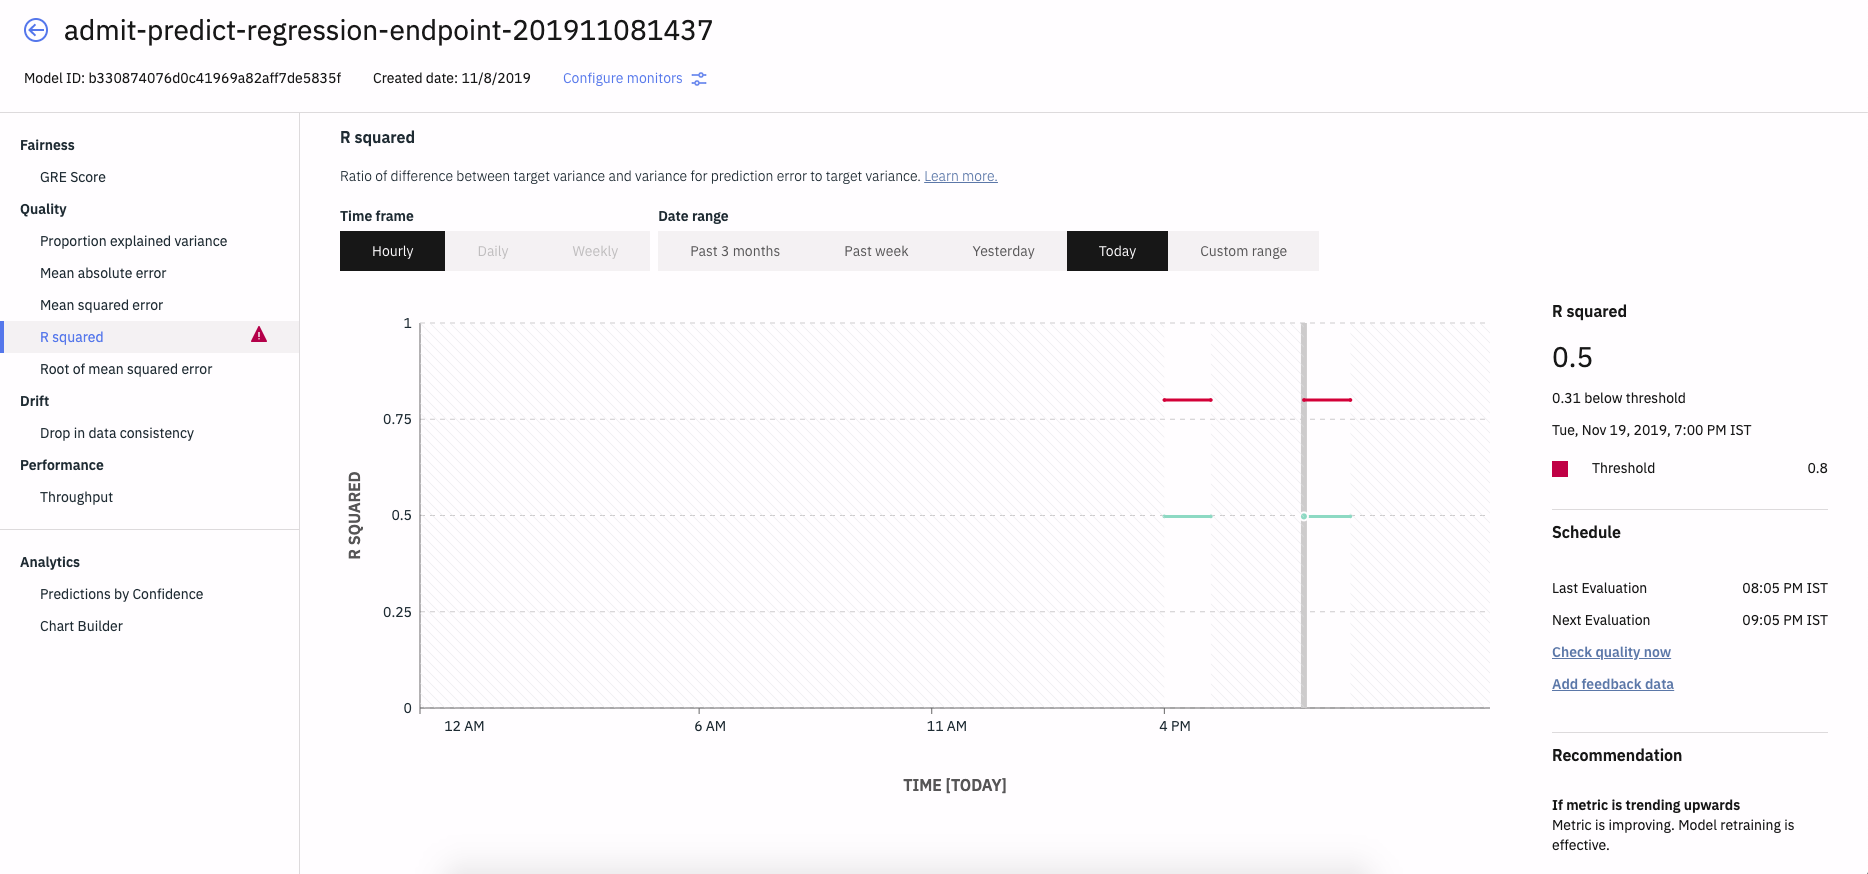 admit-predict-regression-endpoint-201911081437
Model ID: b330874076d0c41969a82aff7de5835f Created date: 11/8/2019 Configure monitors
Fairness
GRE Score
Quality
Proportion explained variance
Mean absolute error
Mean squared error
R squared
Root of mean squared error
Drift
Drop in data consistency
Performance
Throughput
Analytics
Predictions by Confidence
Chart Builder
R squared
Ratio of difference between target variance and variance for prediction error to target variance. Learn more.
Time frame Date range
Hourly Daily Weekly Past 3 months Past week Yesterday Today Custom range
1
0.75
0.5
0.25
0
R SQUARED
12 AM 6 AM 11 AM 4 PM
TIME [TODAY]
R squared
0.5
0.31 below threshold
Tue, Nov 19, 2019, 7:00 PM IST
Threshold 0.8
Schedule
Last Evaluation 08:05 PM IST
Next Evaluation 09:05 PM IST
Check quality now
Add feedback data
Recommendation
If metric is trending upwards
Metric is improving. Model retraining is
effective.